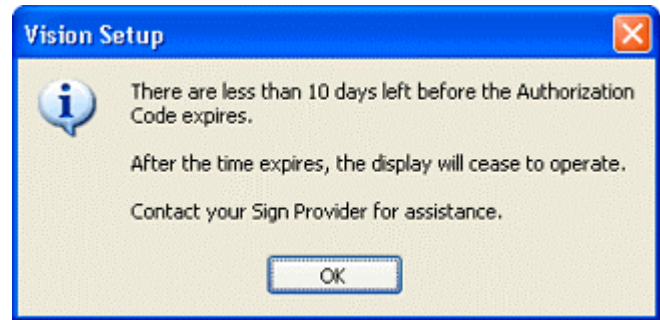 Vision Setup
There are less than 10 days left before the Authorization
Code expires.
After the time expires, the display will cease to operate.
Contact your Sign Provider for assistance.
OK